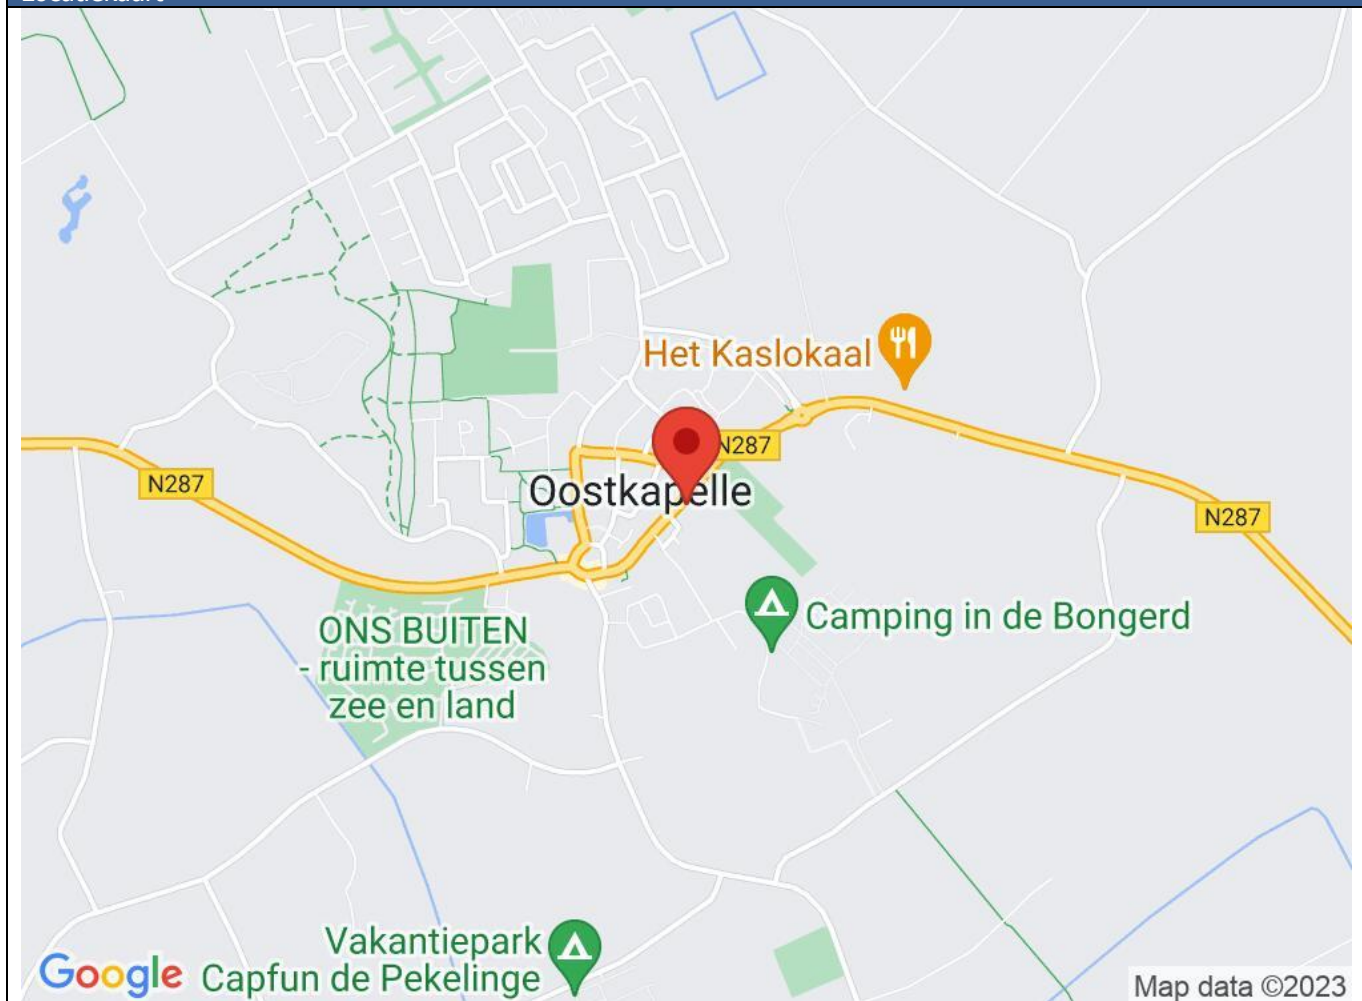 Locatiekaart
Het Kaslokaal
N287
N287
Oostkapelle
N287
Camping in de Bongerd
ONS BUITEN
- ruimte tussen
zee en land
Vakantiepark
Capfun de Pekelinge
Google
Map data ©2023